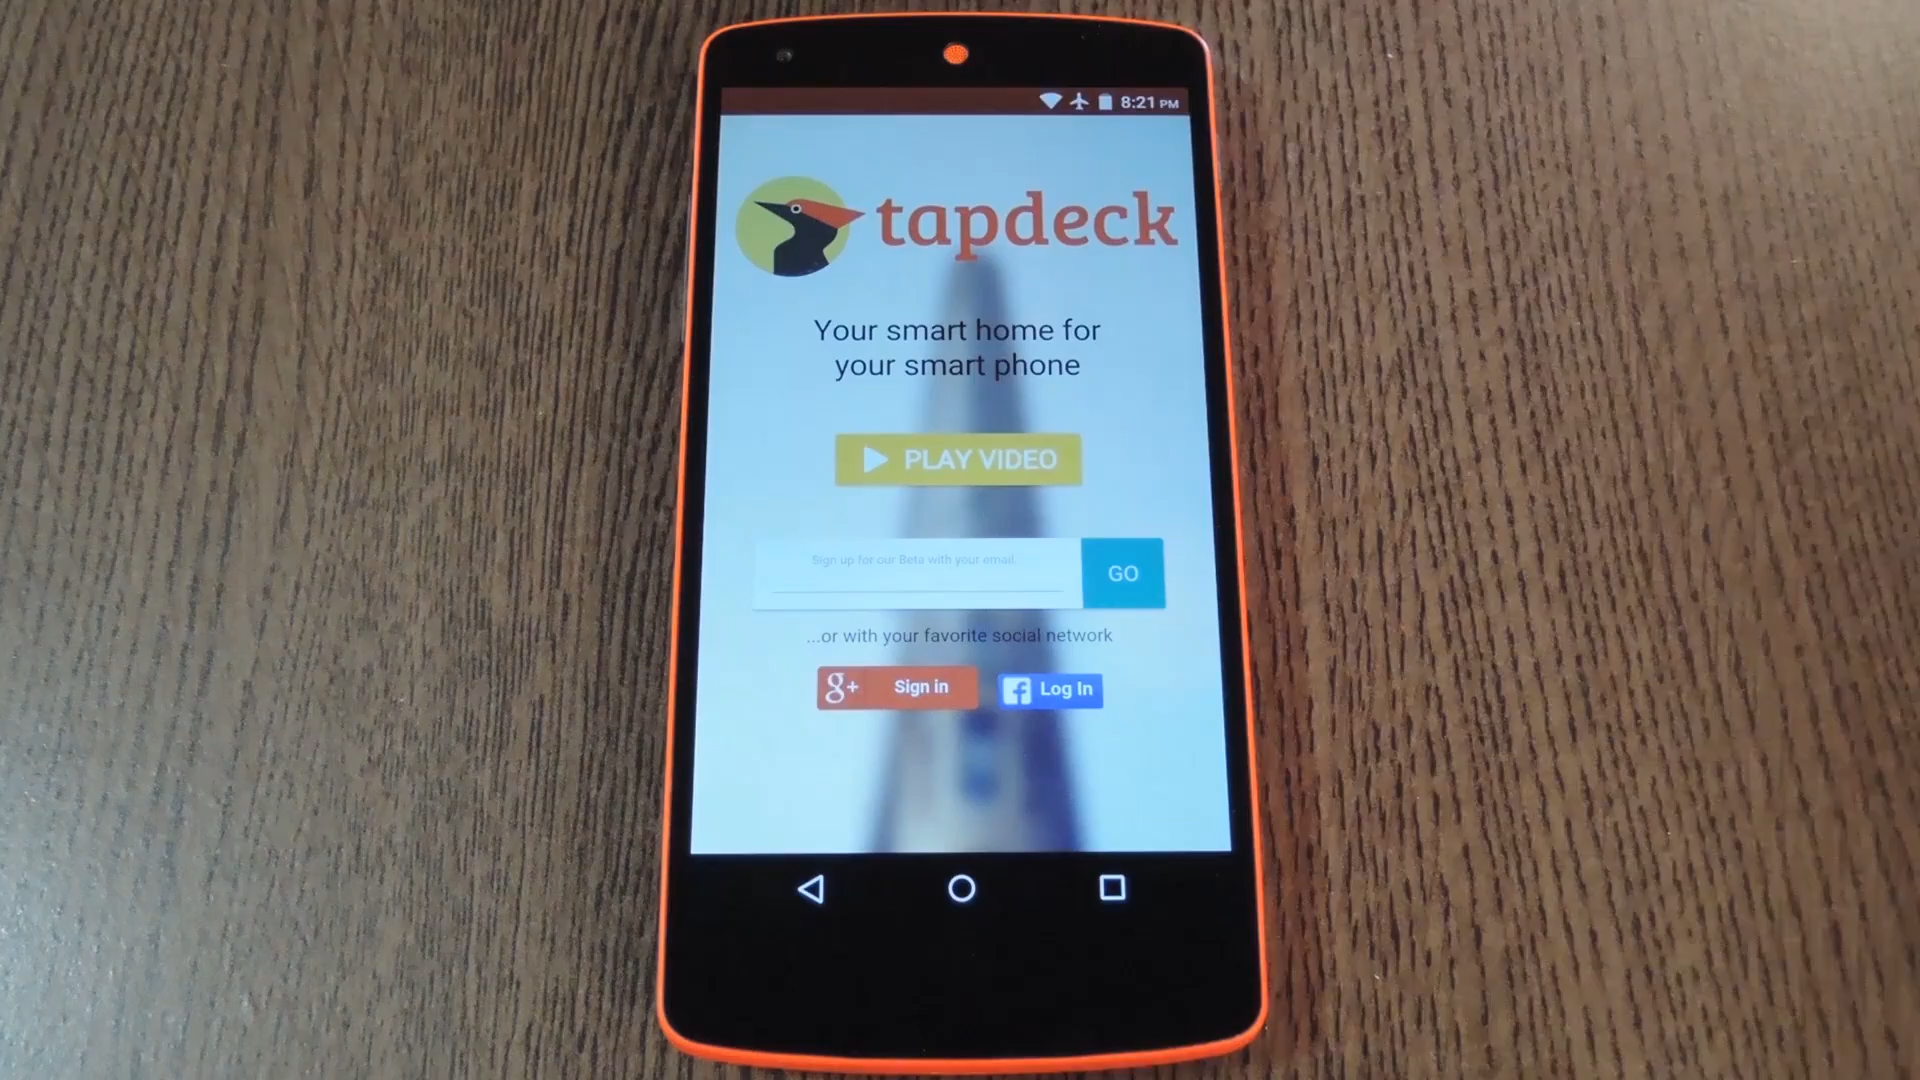 8:21 PM
tapdeck
Your smart home for
your smart phone
PLAY VIDEO
Sign up for our Beta with your email.
GO
...or with your favorite social network
g+ Sign in
f Log In